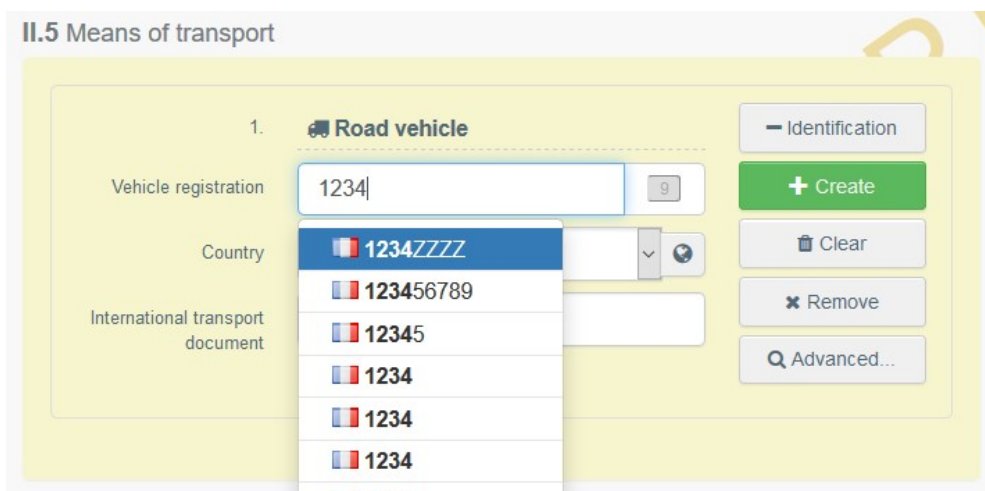 II.5 Means of transport
1. Road vehicle
Identification
Vehicle registration 1234 9
Create
Country
Clear
International transport
document
Remove
Advanced...
1234ZZZZ
123456789
12345
1234
1234
1234